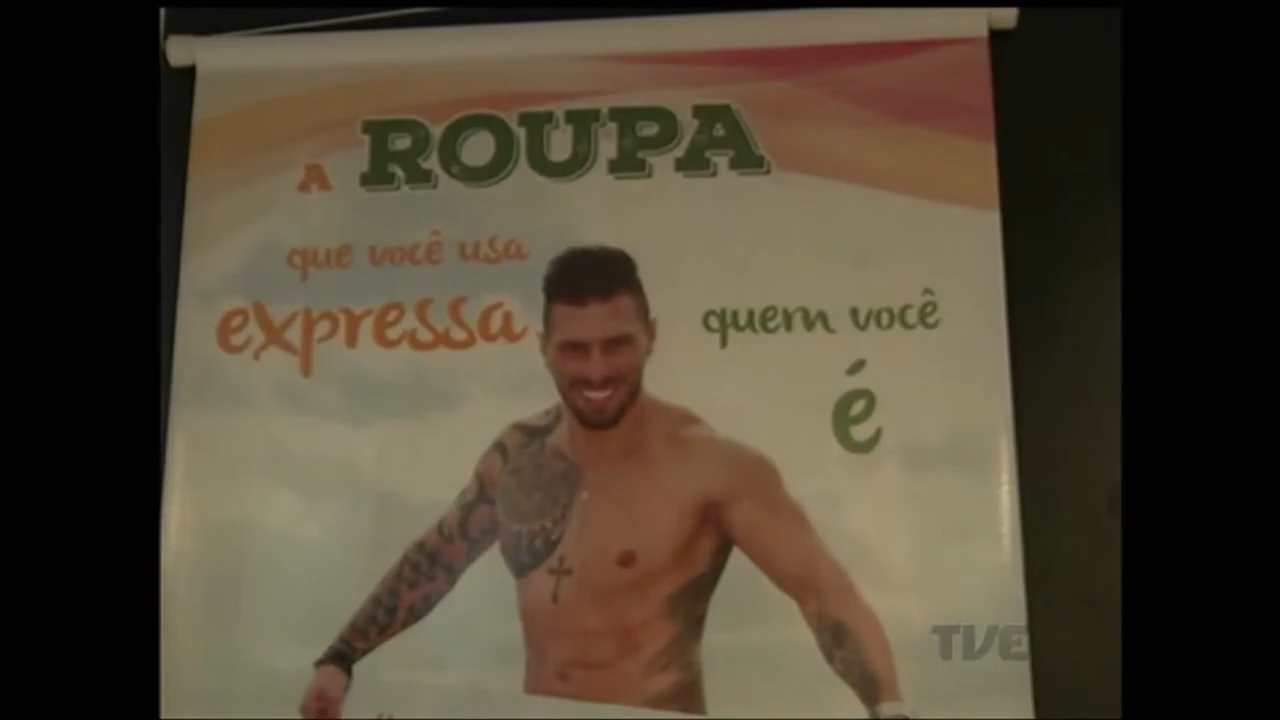 A ROUPA
que você usa
expressa
quem você
é
TVE